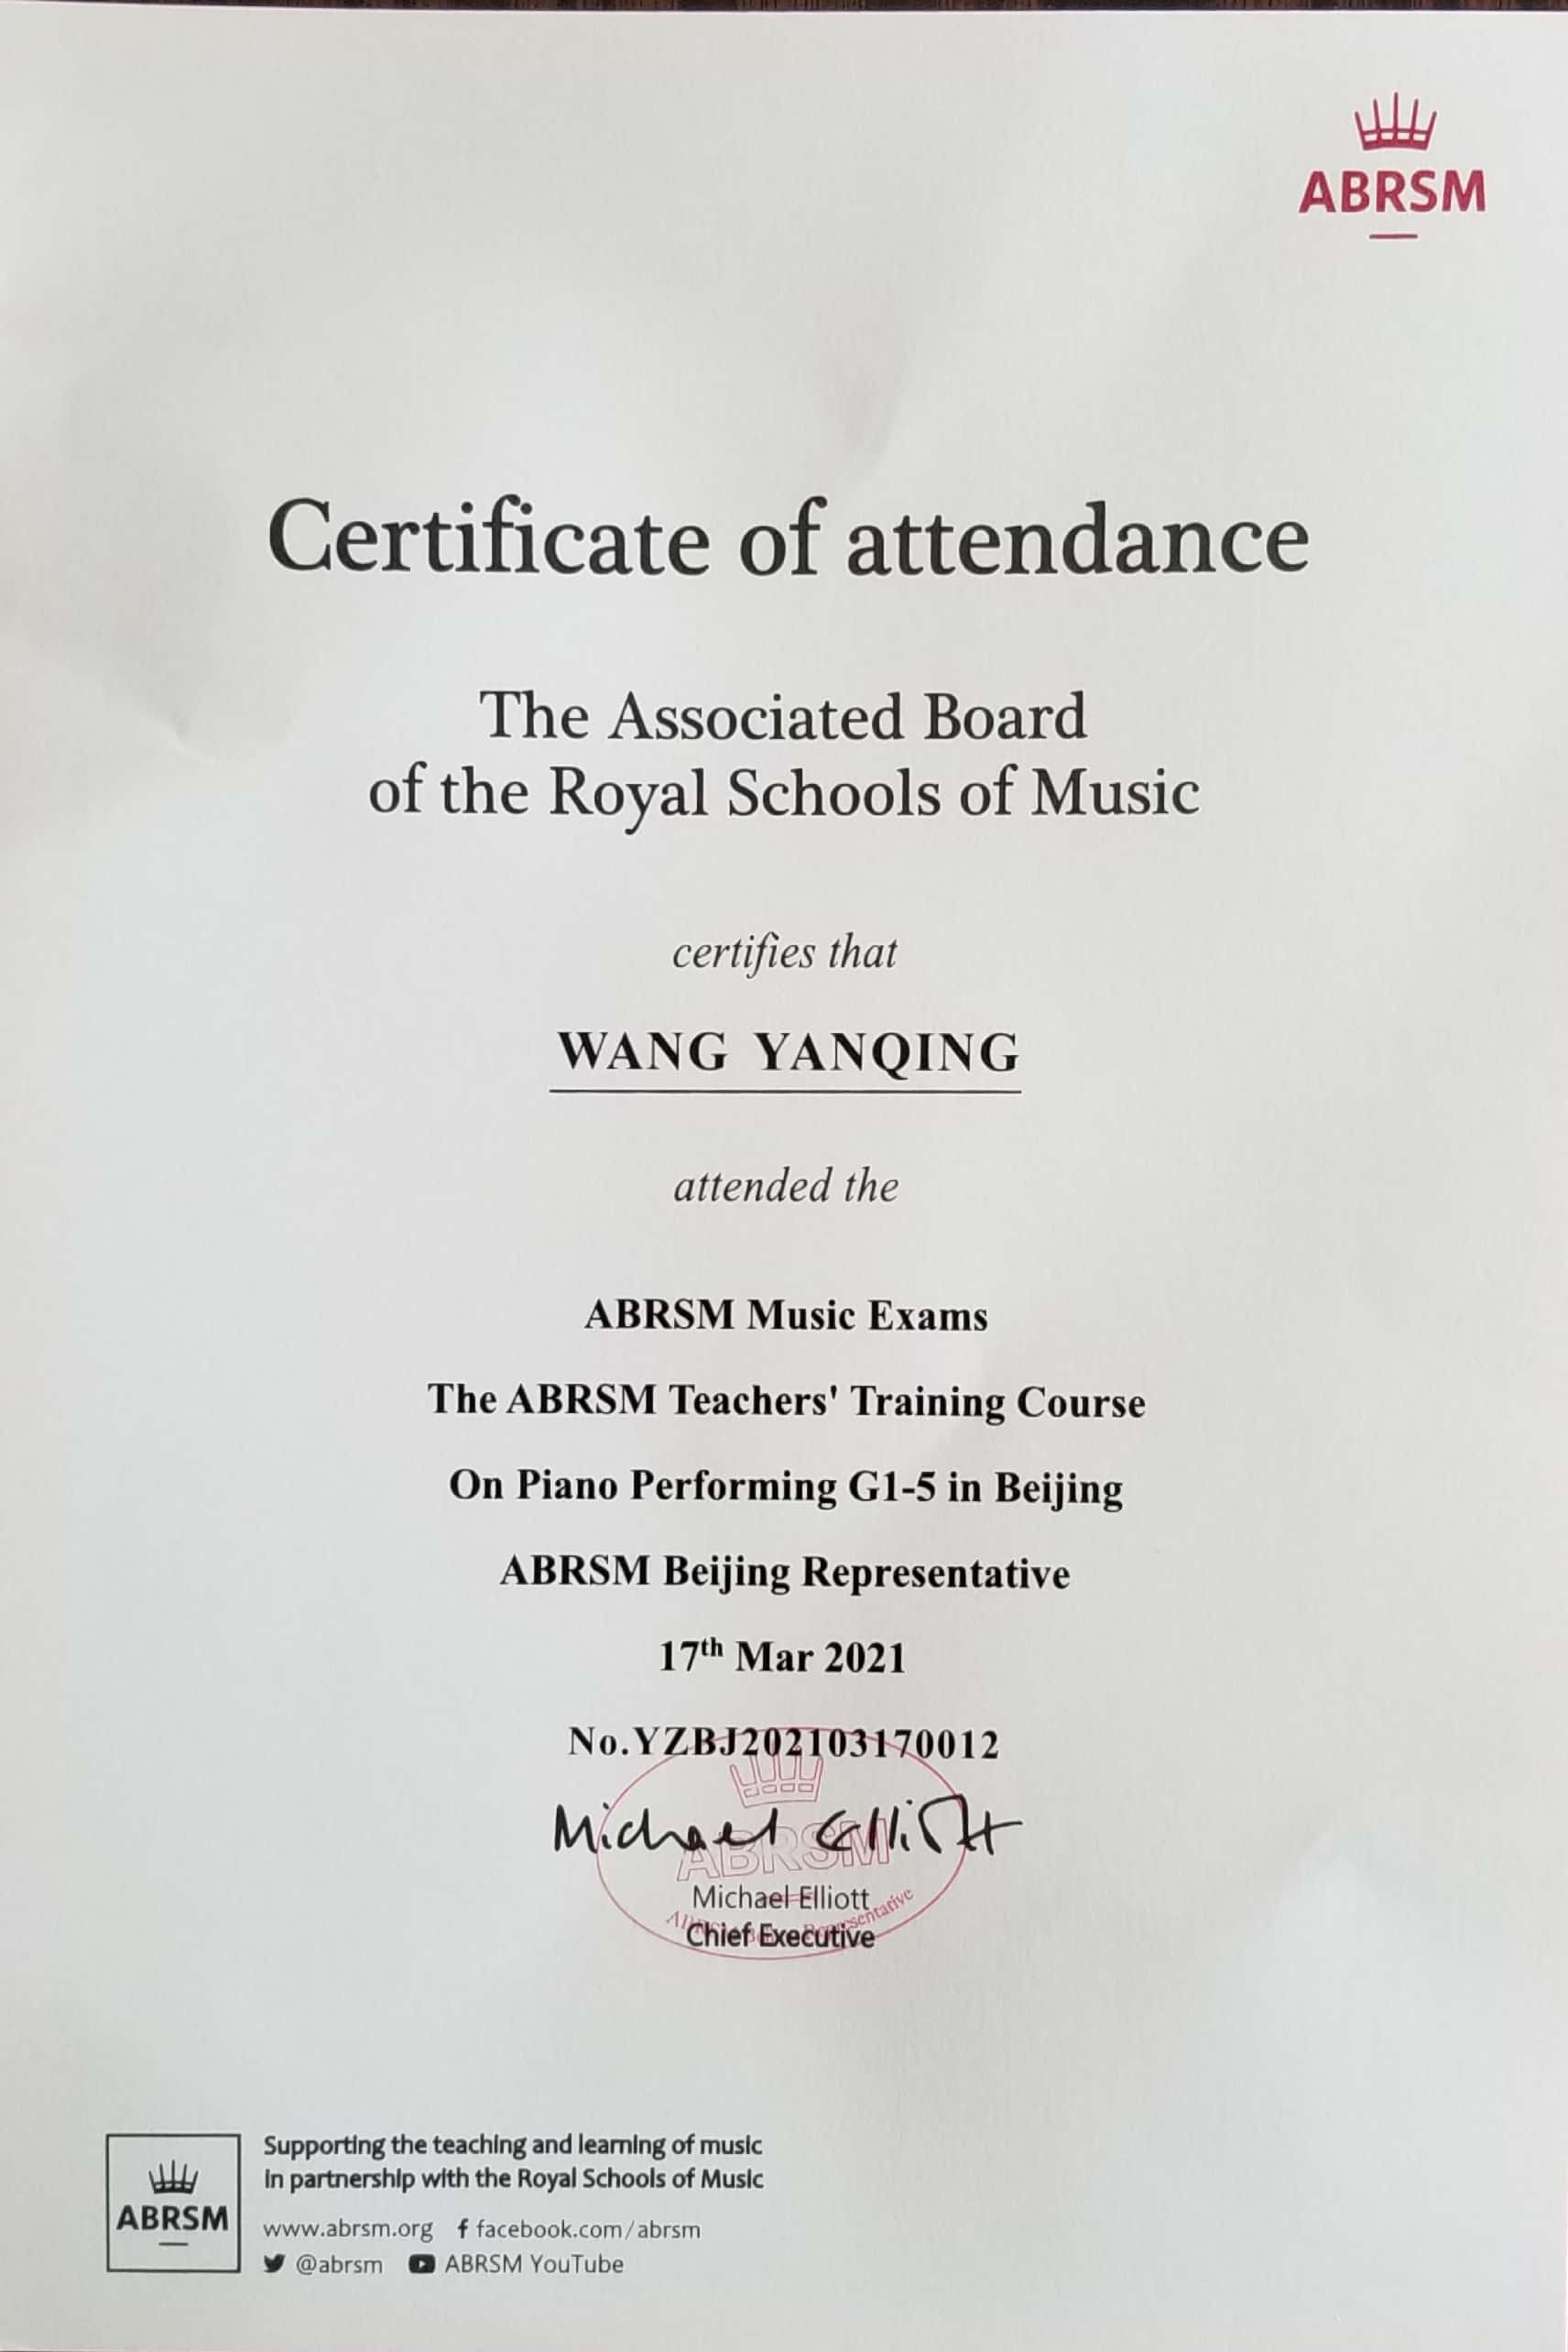 ABRSM
Certificate of attendance
The Associated Board
of the Royal Schools of Music
certifies that
WANG YANQING
attended the
ABRSM Music Exams
The ABRSM Teachers' Training Course
On Piano Performing G1-5 in Beijing
ABRSM Beijing Representative
17th Mar 2021
No.YZBJ202103170012
Michael Elliott
ABRSM
Michael Elliott
Chief Executive
Representative
Supporting the teaching and learning of music
in partnership with the Royal Schools of Music
ABRSM
www.abrsm.org f facebook.com/abrsm
@abrsm ABRSM YouTube